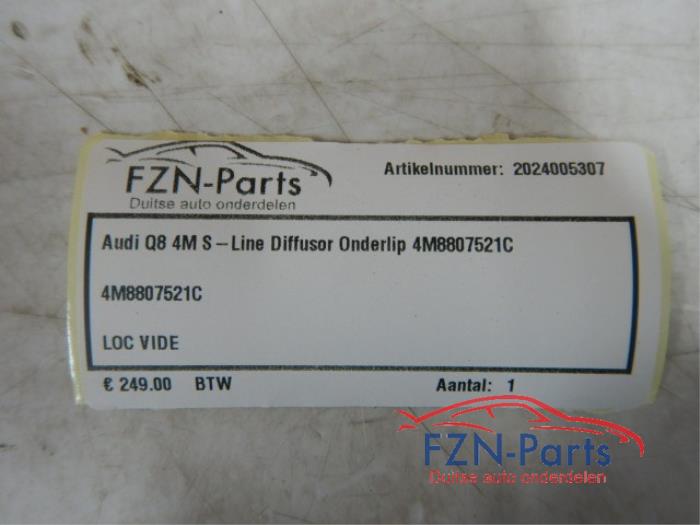 FZN-Parts
Duitse auto onderdelen
Artikelnummer: 2024005307
Audi Q8 4M S-Line Diffusor Onderlip 4M8807521C
4M8807521C
LOC VIDE
€ 249.00 BTW
Aantal: 1
FZN-Parts
Duitse auto onderdelen